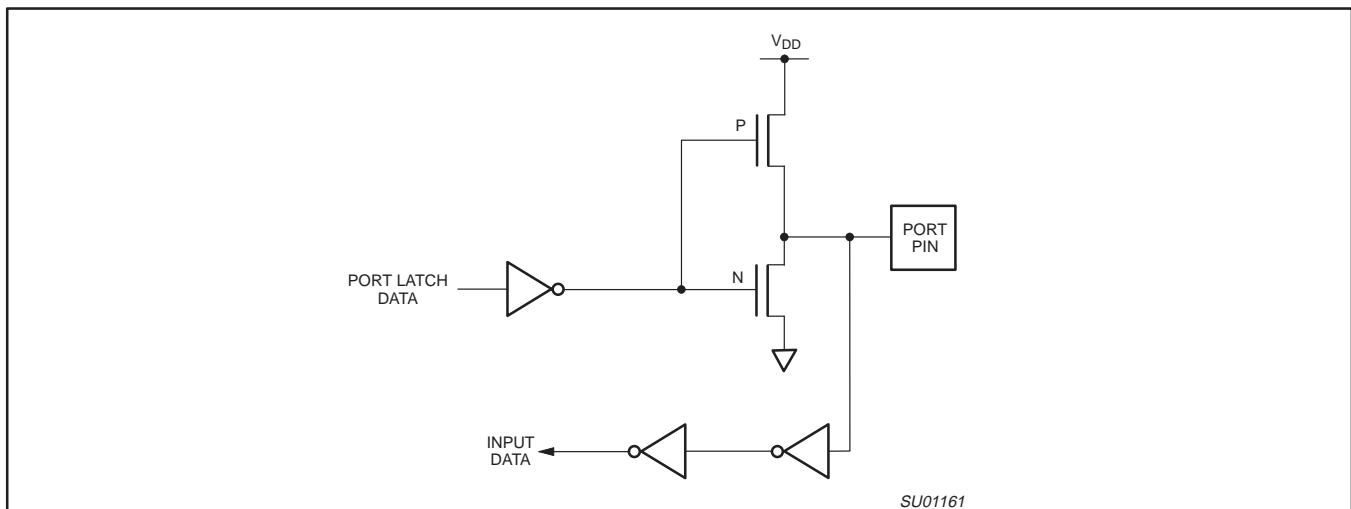 VDD
P
PORT
PIN
N
PORT LATCH
DATA
INPUT
DATA
SU01161